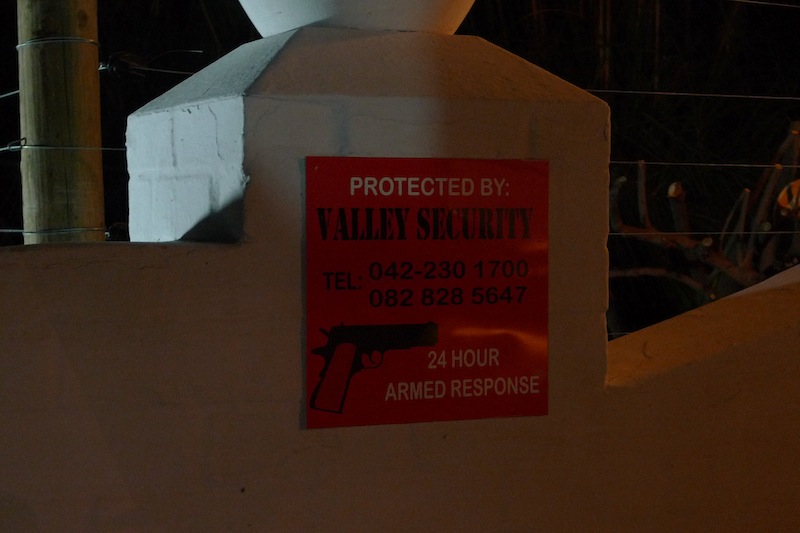 PROTECTED BY:
VALLEY SECURITY
TEL: 042-230 1700
082 828 5647
24 HOUR
ARMED RESPONSE